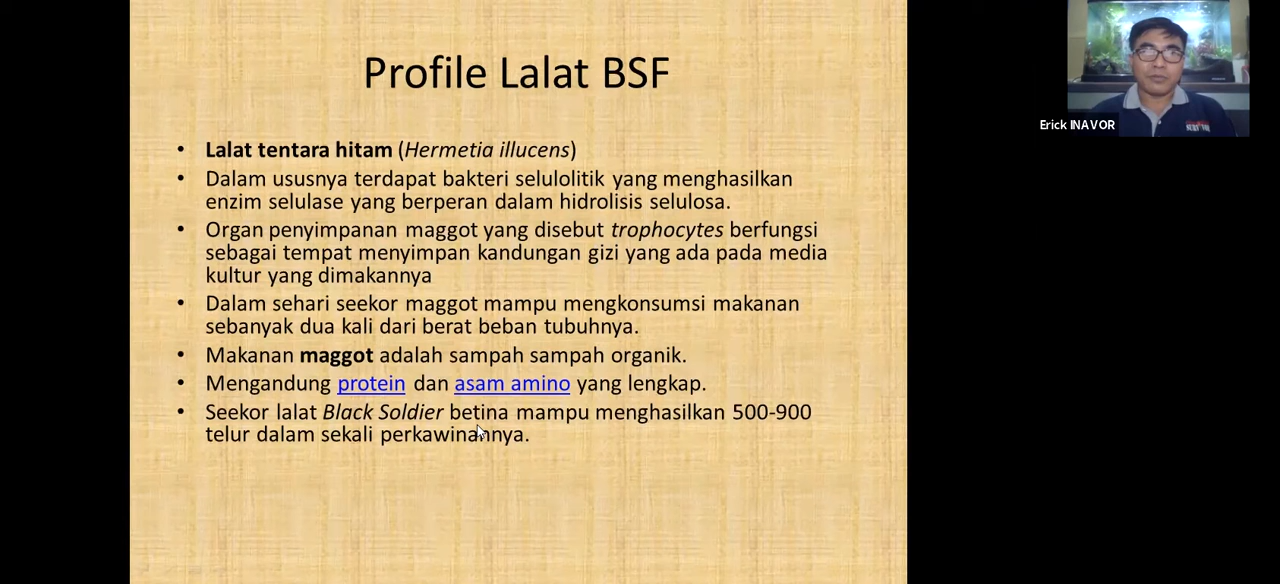 Profile Lalat BSF
• Lalat tentara hitam (Hermetia illucens)
• Dalam ususnya terdapat bakteri selulolitik yang menghasilkan
enzim selulase yang berperan dalam hidrolisis selulosa.
• Organ penyimpanan maggot yang disebut trophocytes berfungsi
sebagai tempat menyimpan kandungan gizi yang ada pada media
kultur yang dimakannya
• Dalam sehari seekor maggot mampu mengkonsumsi makanan
sebanyak dua kali dari berat beban tubuhnya.
• Makanan maggot adalah sampah sampah organik.
• Mengandung protein dan asam amino yang lengkap.
• Seekor lalat Black Soldier betina mampu menghasilkan 500-900
telur dalam sekali perkawinannya.
Erick INAVOR